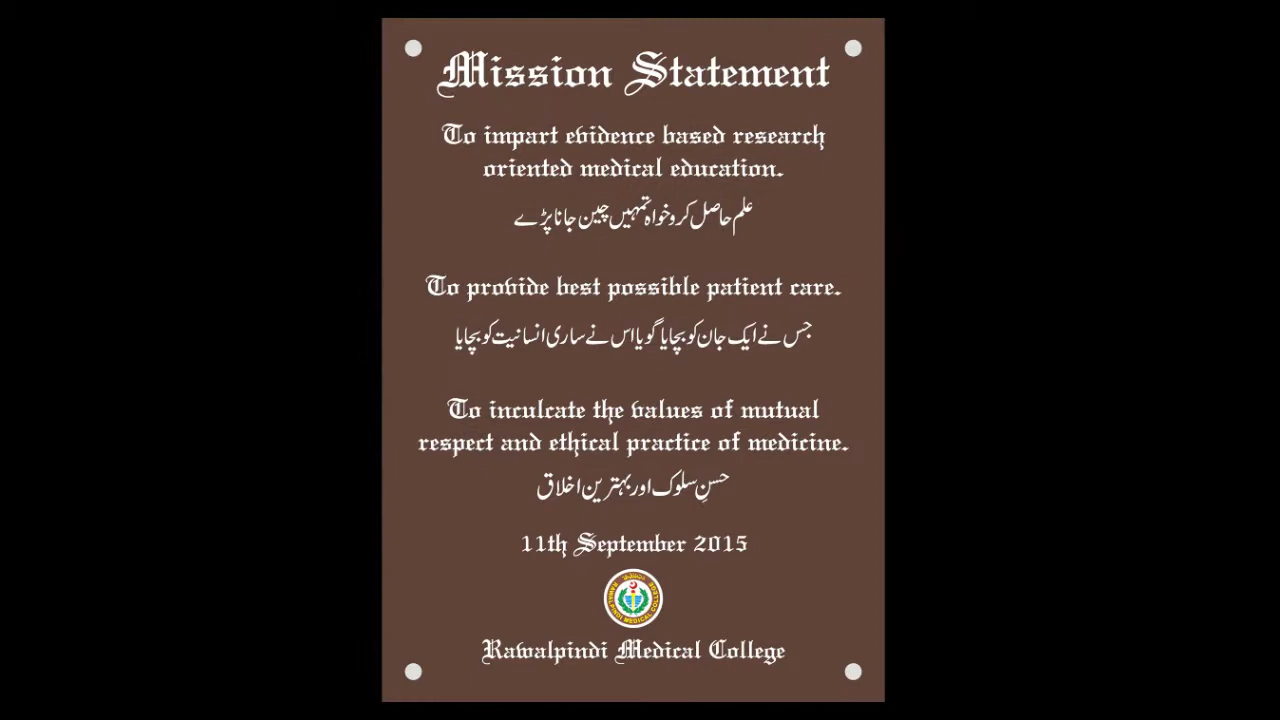 Mission Statement
To impart evidence based research
oriented medical education.
علم حاصل کرو خواہ تمہیں چین جانا پڑے
To provide best possible patient care.
جس نے ایک جان کو بچایا گویا اس نے ساری انسانیت کو بچایا
To inculcate the values of mutual
respect and ethical practice of medicine.
حسنِ سلوک اور بہترین اخلاق
11th September 2015
RAWALPINDI MEDICAL COLLEGE
Rawalpindi Medical College